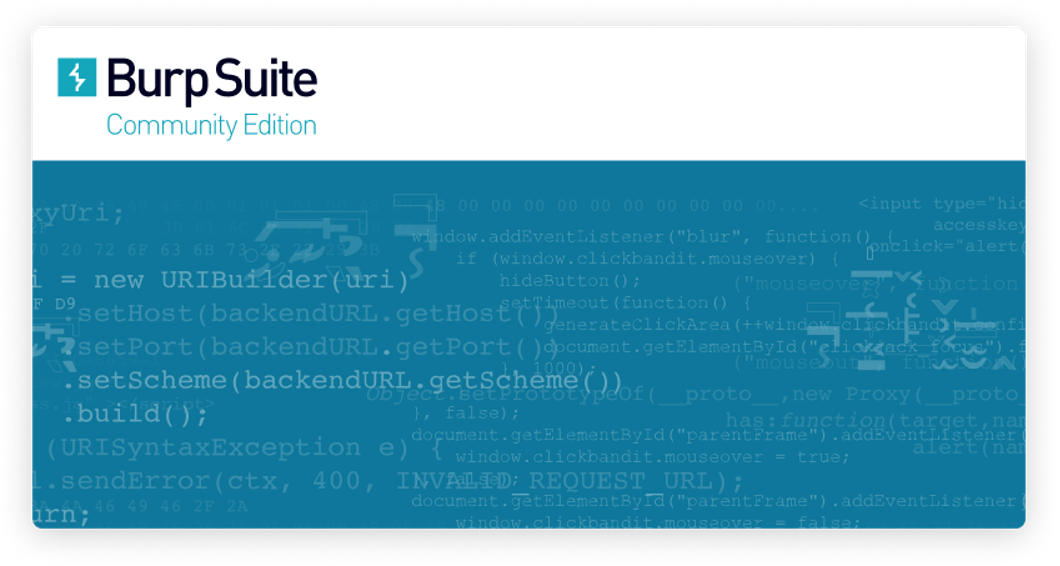 Burp Suite
Community Edition
xyUri;
48 00 00 00 00 00 00 00 00 00 00....
<input type="hid
accesskey
onclick="alert(
70 20 72 6F 63 6B 73
window.addEventListener("blur", function() {
if (window.clickbandit.mouseover) {
hideButton();
setTimeout(function() {
generateClickArea(++window.clickbandit.confi
document.getElementById("clickjack_focus").f
}, 1000);
}, false);
("mouseover", function
("mouseout", func
i = new URIBuilder(uri)
F D9
.setHost(backendURL.getHost())
.setPort(backendURL.getPort())
.setScheme(backendURL.getScheme())
.build();
</script>
Object.setPrototypeOf(__proto__,new Proxy(__proto_
has:function(target,nam
alert(nam
(URISyntaxException e) {
l.sendError(ctx, 400, INVALID_REQUEST_URL);
urn;
46 49 46 2F 2A
document.getElementById("parentFrame").addEventListener(
window.clickbandit.mouseover = true;
}, false);
document.getElementById("parentFrame").addEventListener(
window.clickbandit.mouseover = false;